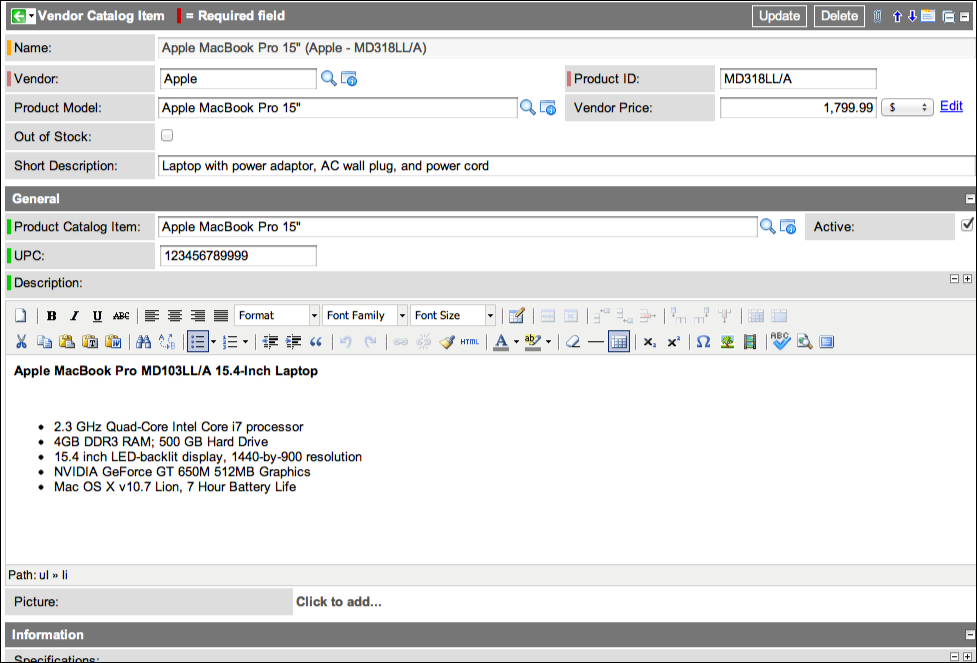 Vendor Catalog Item = Required field Update Delete
Name: Apple MacBook Pro 15" (Apple - MD318LL/A)
Vendor: Apple Product ID: MD318LL/A
Product Model: Apple MacBook Pro 15" Vendor Price: 1,799.99 $ Edit
Out of Stock:
Short Description: Laptop with power adaptor, AC wall plug, and power cord
General
Product Catalog Item: Apple MacBook Pro 15" Active:
UPC: 123456789999
Description:
B I U ABC Format Font Family Font Size
HTML A ab x₂ x² Ω ABC
Apple MacBook Pro MD103LL/A 15.4-Inch Laptop
• 2.3 GHz Quad-Core Intel Core i7 processor
• 4GB DDR3 RAM; 500 GB Hard Drive
• 15.4 inch LED-backlit display, 1440-by-900 resolution
• NVIDIA GeForce GT 650M 512MB Graphics
• Mac OS X v10.7 Lion, 7 Hour Battery Life
Path: ul » li
Picture: Click to add...
Information
Specifications: